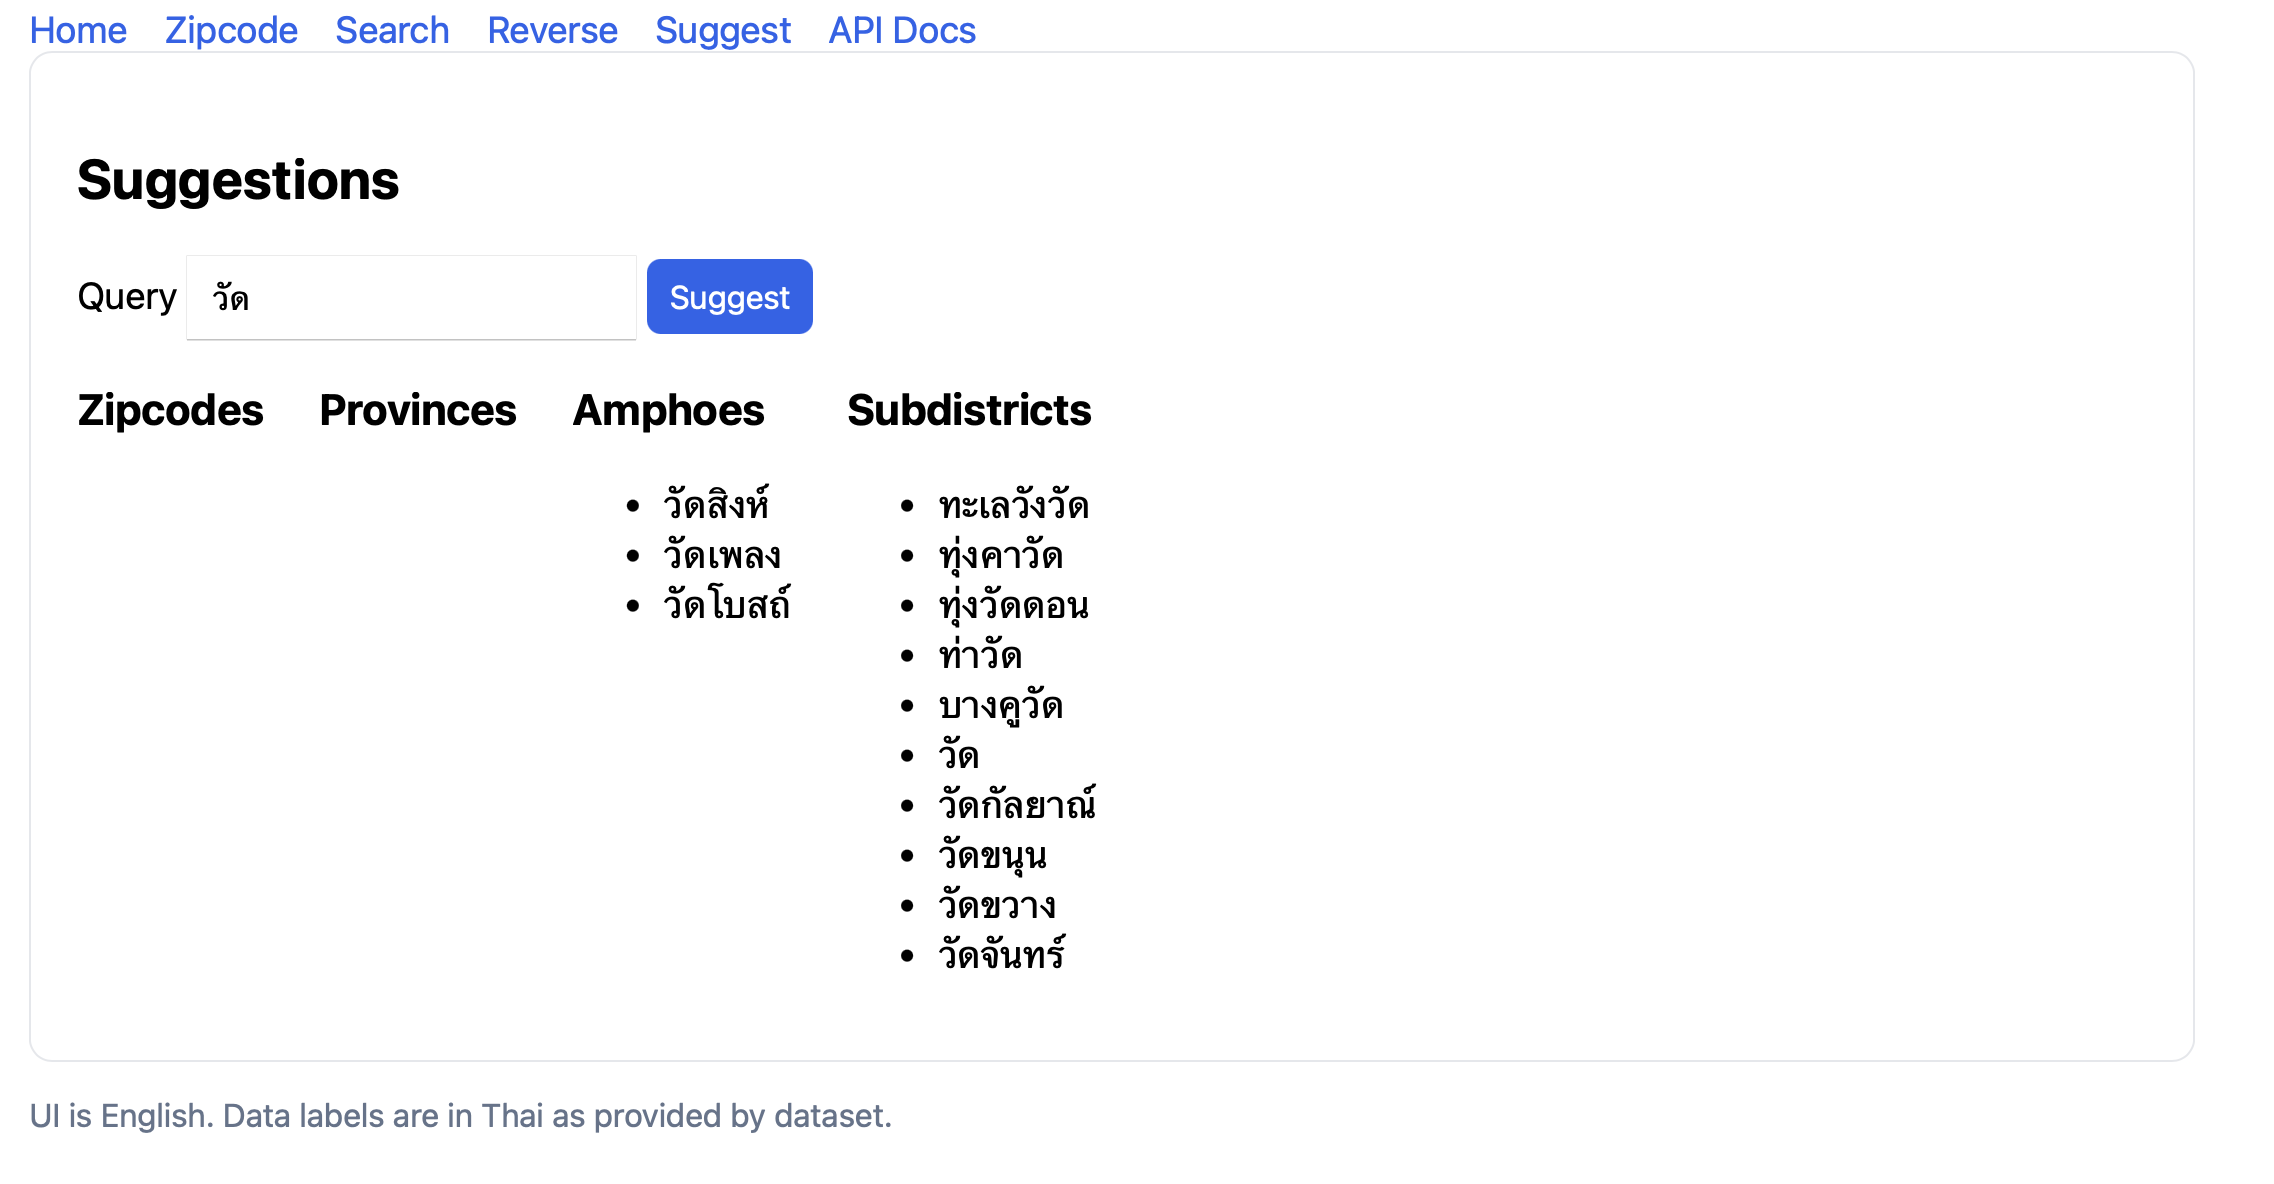 Home Zipcode Search Reverse Suggest API Docs
Suggestions
Query วัด Suggest
Zipcodes Provinces Amphoes Subdistricts
วัดสิงห์
วัดเพลง
วัดโบสถ์
ทะเลวังวัด
ทุ่งคาวัด
ทุ่งวัดดอน
ท่าวัด
บางคูวัด
วัด
วัดกัลยาณ์
วัดขนุน
วัดขวาง
วัดจันทร์
UI is English. Data labels are in Thai as provided by dataset.